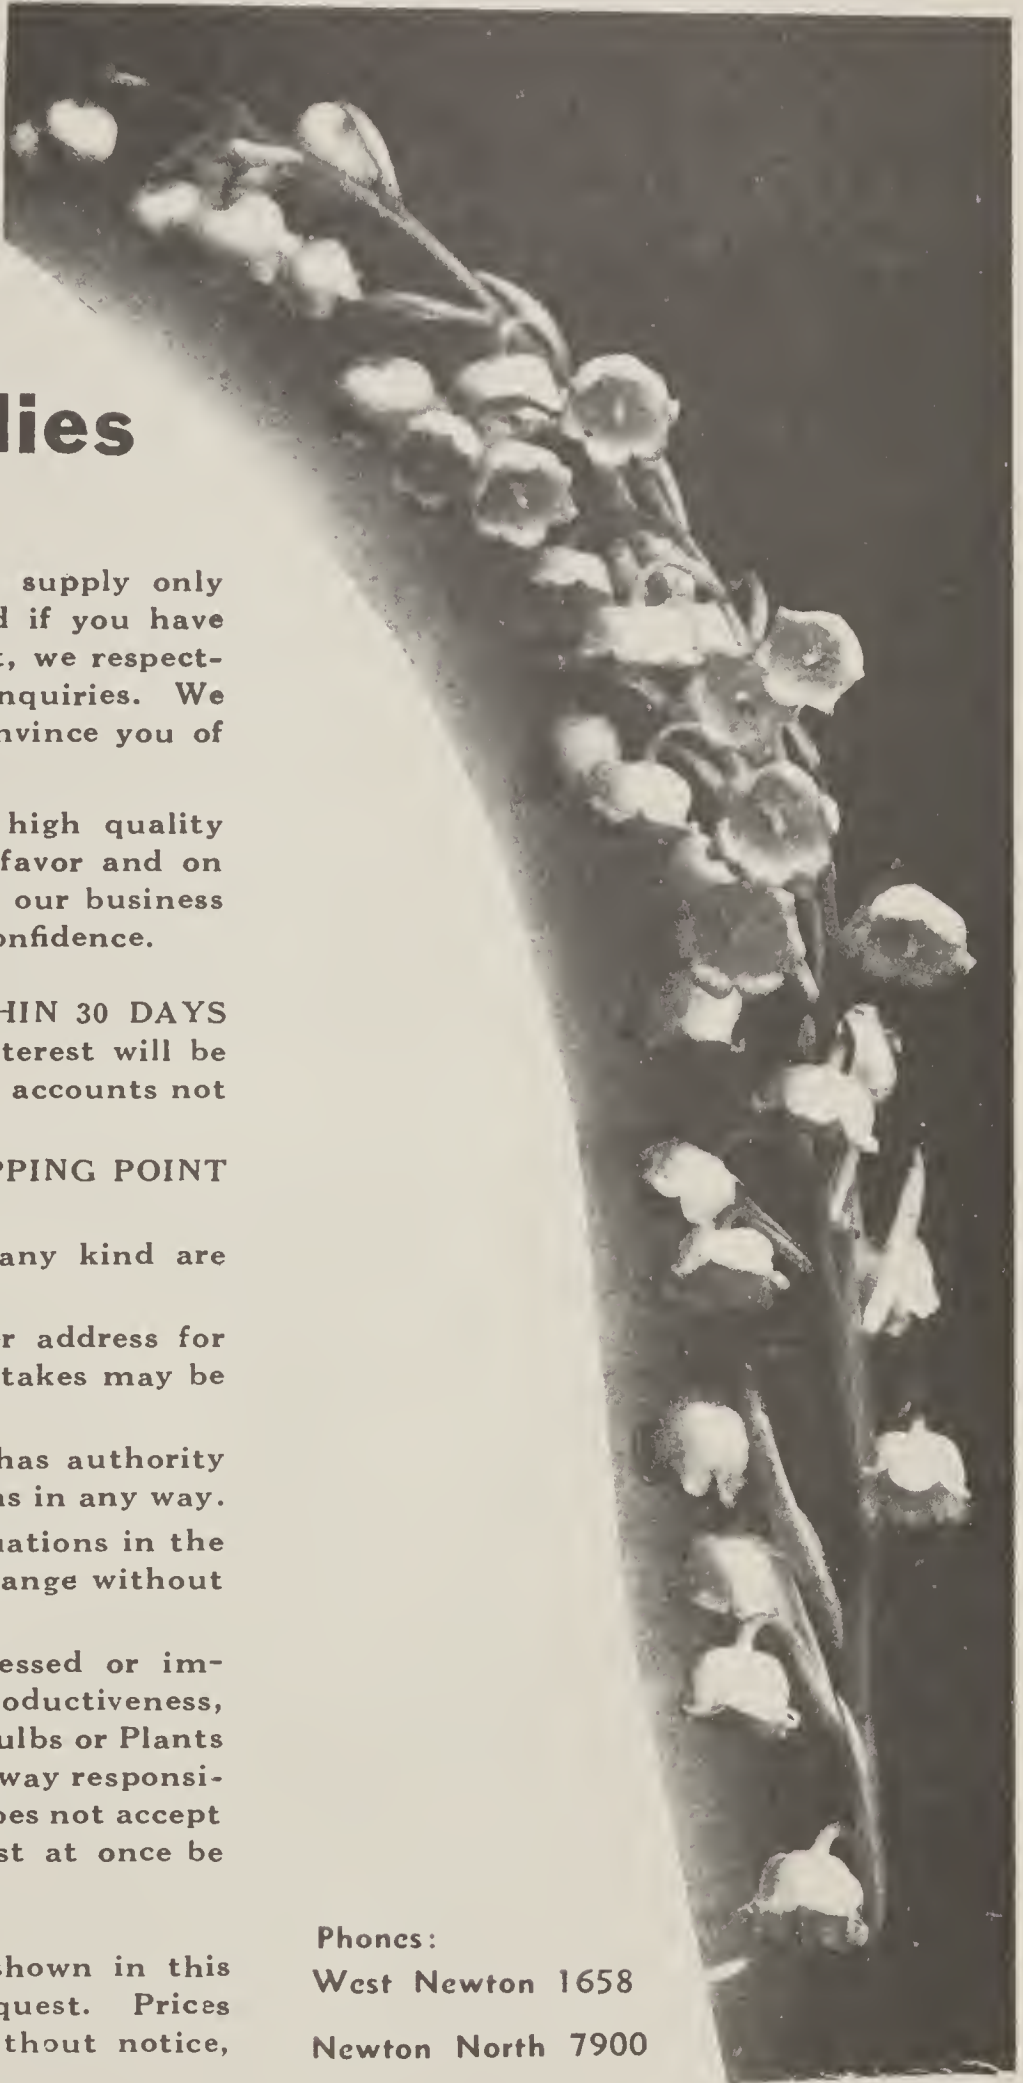 lies
supply only
d if you have
t, we respect-
nquiries. We
nvince you of
high quality
favor and on
our business
onfidence.
HIN 30 DAYS
terest will be
accounts not
PPING POINT
any kind are
r address for
takes may be
has authority
ns in any way.
uations in the
ange without
essed or im-
oductiveness,
ulbs or Plants
way responsi-
oes not accept
st at once be
shown in this
quest. Prices
thout notice,
Phones:
West Newton 1658
Newton North 7900